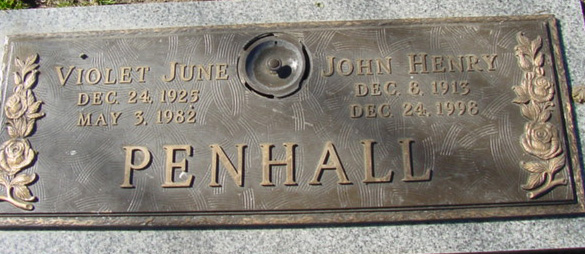 VIOLET JUNE
DEC. 24, 1925
MAY 3, 1982
JOHN HENRY
DEC. 8, 1913
DEC. 24, 1998
PENHALL